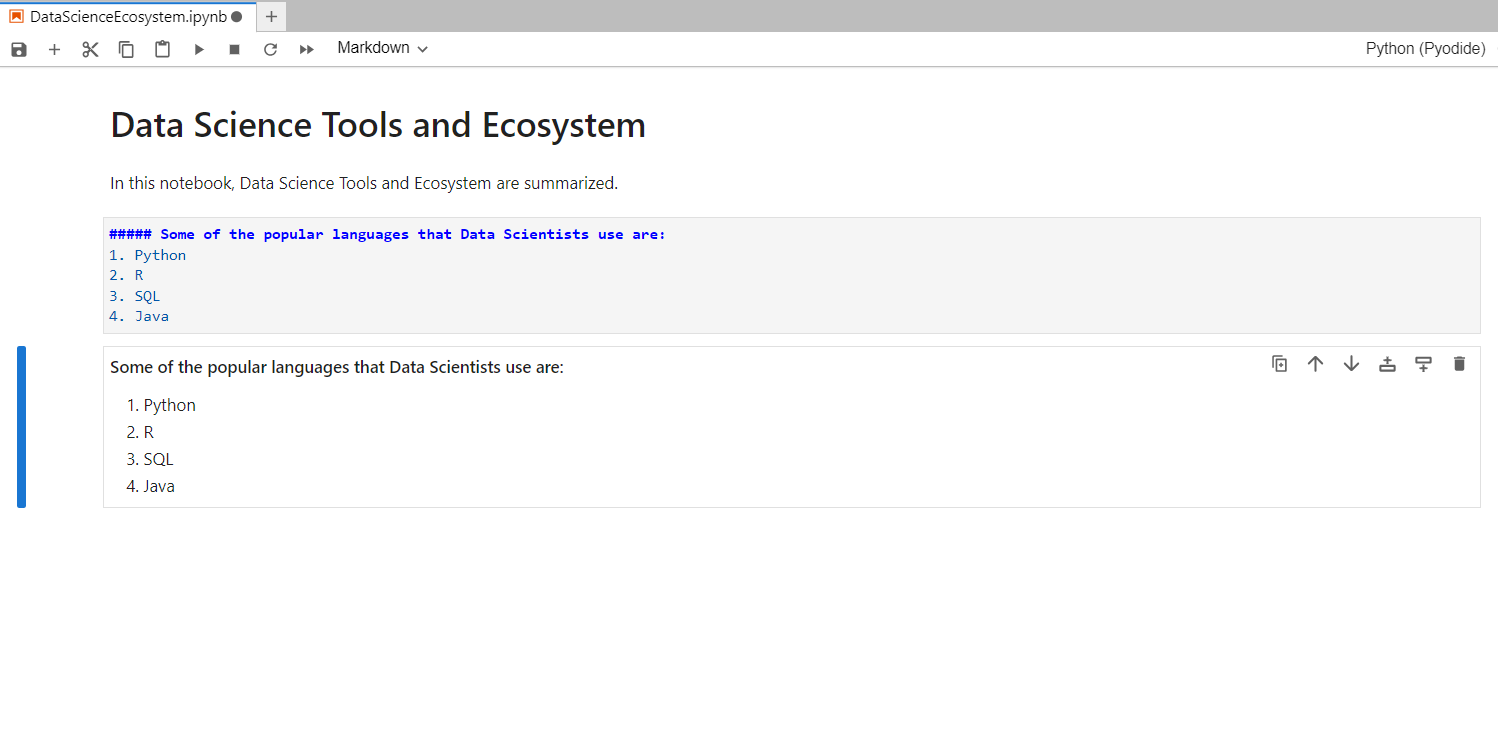 DataScienceEcosystem.ipynb
Markdown
Python (Pyodide)
Data Science Tools and Ecosystem
In this notebook, Data Science Tools and Ecosystem are summarized.
##### Some of the popular languages that Data Scientists use are:
1. Python
2. R
3. SQL
4. Java
Some of the popular languages that Data Scientists use are:
1. Python
2. R
3. SQL
4. Java